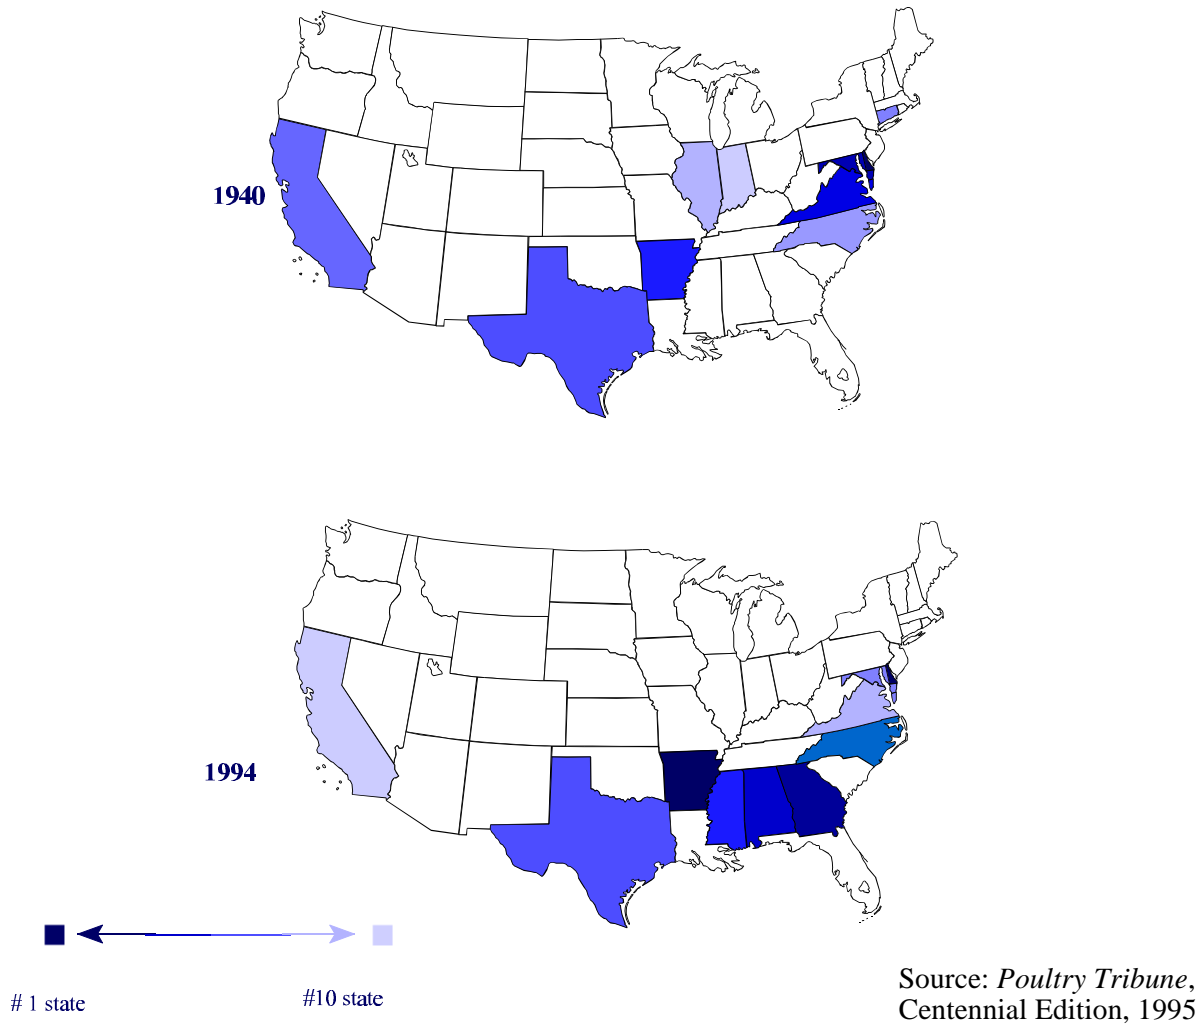 1940
1994
# 1 state
#10 state
Source: Poultry Tribune,
Centennial Edition, 1995